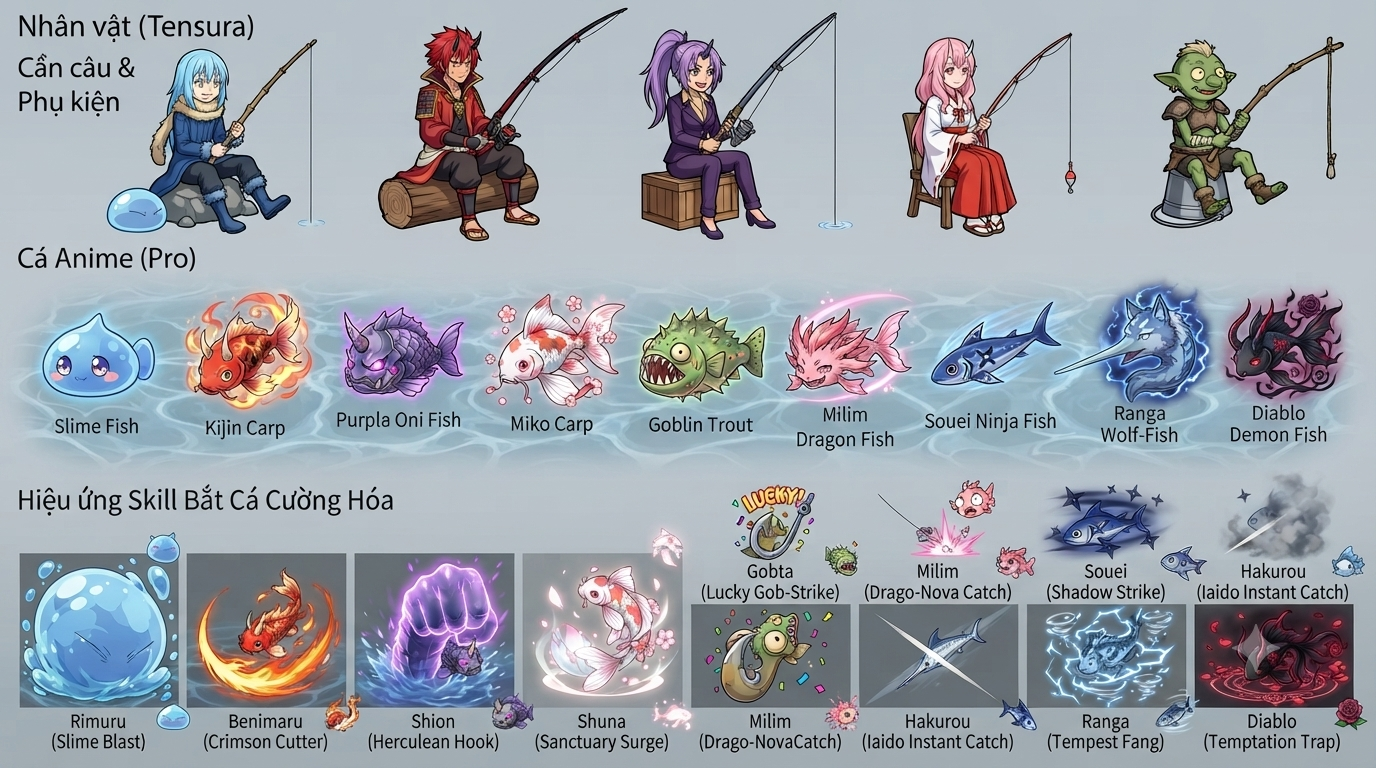 Nhân vật (Tensura)
Cần câu &
Phụ kiện
Cá Anime (Pro)
Slime Fish
Kijin Carp
Purpla Oni Fish
Miko Carp
Goblin Trout
Milim
Dragon Fish
Souei Ninja Fish
Ranga
Wolf-Fish
Diablo
Demon Fish
Hiệu ứng Skill Bắt Cá Cường Hóa
LUCKY!
Gobta
(Lucky Gob-Strike)
Milim
(Drago-Nova Catch)
Souei
(Shadow Strike)
Hakurou
(Iaido Instant Catch)
Rimuru
(Slime Blast)
Benimaru
(Crimson Cutter)
Shion
(Herculean Hook)
Shuna
(Sanctuary Surge)
Milim
(Drago-NovaCatch)
Hakurou
(Iaido Instant Catch)
Ranga
(Tempest Fang)
Diablo
(Temptation Trap)